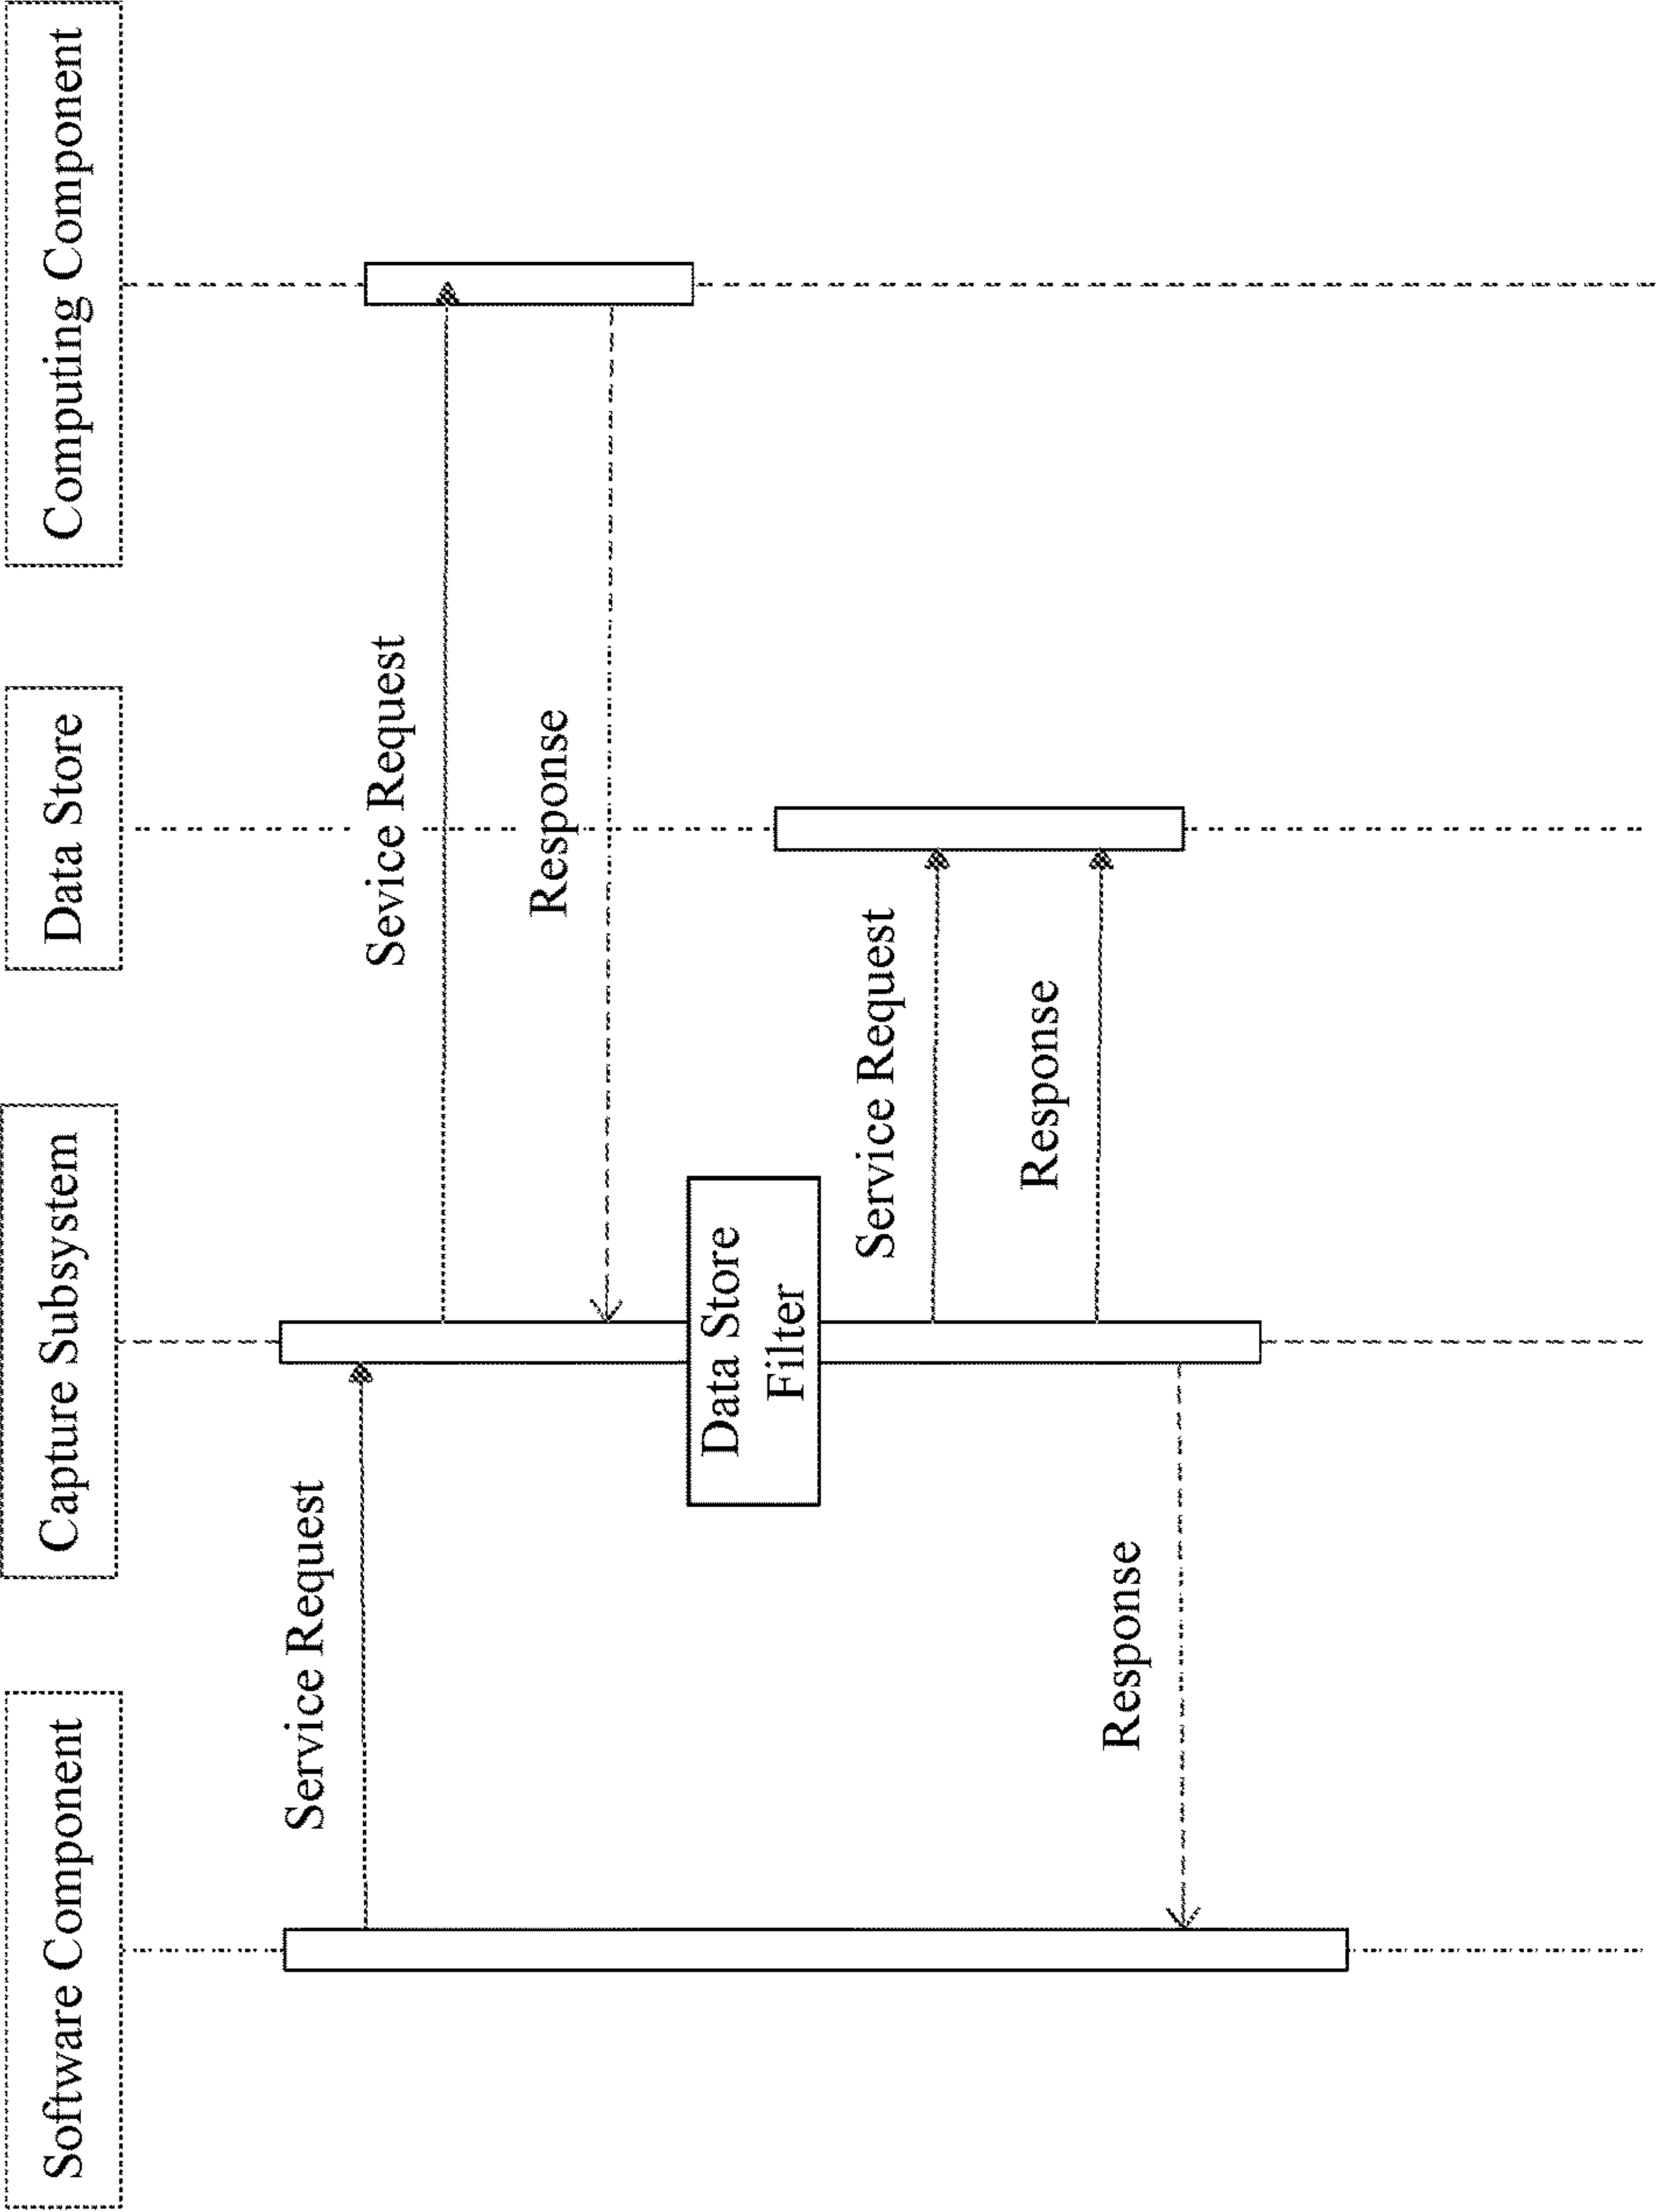 Software Component
Capture Subsystem
Data Store
Computing Component
Service Request
Sevice Request
Response
Data Store
Filter
Service Request
Response
Response